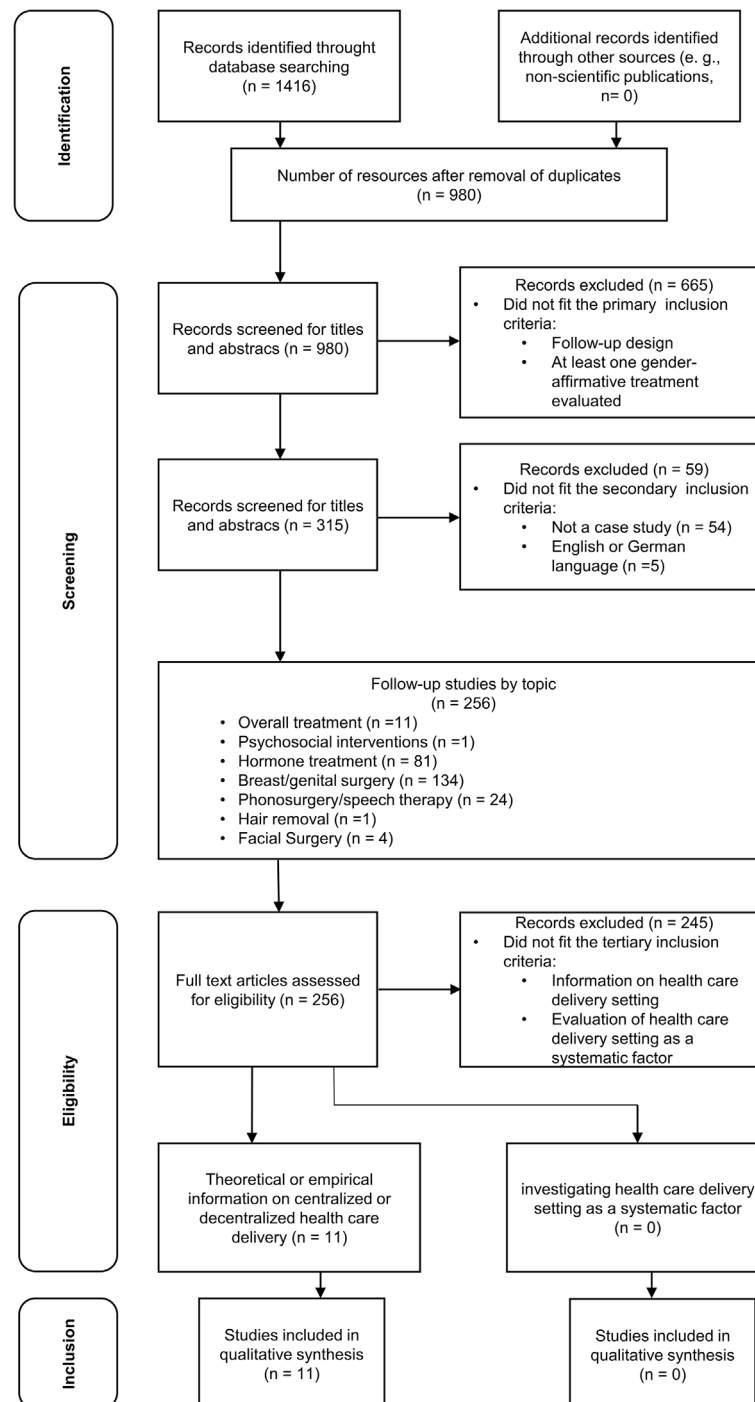 Identification
Records identified throught
database searching
(n = 1416)
Additional records identified
through other sources (e. g.,
non-scientific publications,
n= 0)
Number of resources after removal of duplicates
(n = 980)
Screening
Records screened for titles
and abstracs (n = 980)
Records excluded (n = 665)
• Did not fit the primary inclusion
criteria:
• Follow-up design
• At least one gender-
affirmative treatment
evaluated
Records screened for titles
and abstracs (n = 315)
Records excluded (n = 59)
• Did not fit the secondary inclusion
criteria:
• Not a case study (n = 54)
• English or German
language (n =5)
Follow-up studies by topic
(n = 256)
• Overall treatment (n =11)
• Psychosocial interventions (n =1)
• Hormone treatment (n = 81)
• Breast/genital surgery (n = 134)
• Phonosurgery/speech therapy (n = 24)
• Hair removal (n =1)
• Facial Surgery (n = 4)
Eligibility
Full text articles assessed
for eligibility (n = 256)
Records excluded (n = 245)
• Did not fit the tertiary inclusion
criteria:
• Information on health care
delivery setting
• Evaluation of health care
delivery setting as a
systematic factor
Theoretical or empirical
information on centralized or
decentralized health care
delivery (n = 11)
investigating health care delivery
setting as a systematic factor
(n = 0)
Inclusion
Studies included in
qualitative synthesis
(n = 11)
Studies included in
qualitative synthesis
(n = 0)